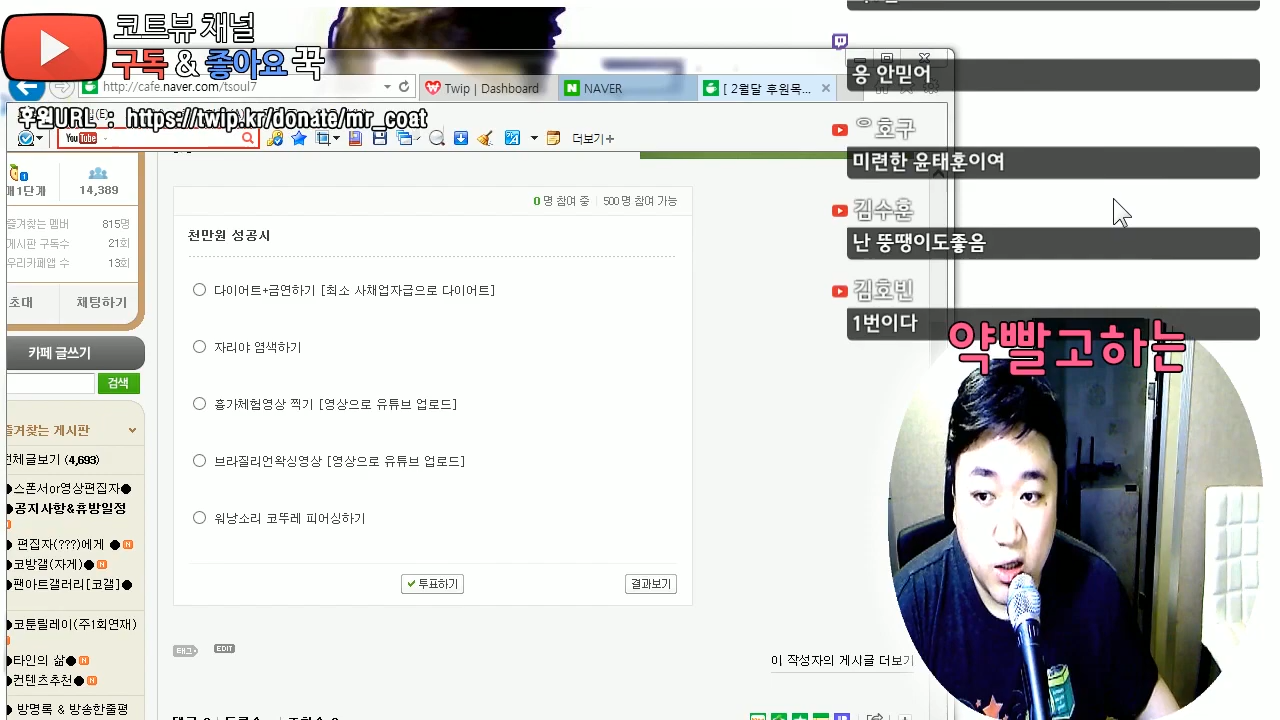 코트뷰 채널
구독 & 좋아요 꾹
http://cafe.naver.com/tsoul7
Twip | Dashboard
NAVER
[ 2월달 후원목...
후원URL : https://twip.kr/donate/mr_coat
YouTube
더보기+
1단계
14,389
즐겨찾는 멤버 815명
게시판 구독수 21회
우리카페앱 수 13회
초대
채팅하기
카페 글쓰기
검색
즐겨찾는 게시판
전체글보기 (4,693)
●스폰서or영상편집자●
●공지사항&휴방일정
● 편집자(???)에게 ●
●코방갤(자게)●
●팬아트갤러리[코갤]●
●코툰릴레이(주1회연재)
●타인의 삶●
●컨텐츠추천●
● 방명록 & 방송한줄평
0 명 참여 중 | 500 명 참여 가능
천만원 성공시
다이어트+금연하기 [최소 사채업자급으로 다이어트]
자리야 염색하기
흉가체험영상 찍기 [영상으로 유튜브 업로드]
브라질리언왁싱영상 [영상으로 유튜브 업로드]
워낭소리 코뚜레 피어싱하기
투표하기
결과보기
태그
EDIT
이 작성자의 게시글 더보기
응 안믿어
으호구
미련한 윤태훈이여
김수훈
난 뚱땡이도좋음
김호빈
1번이다
약빨고하는